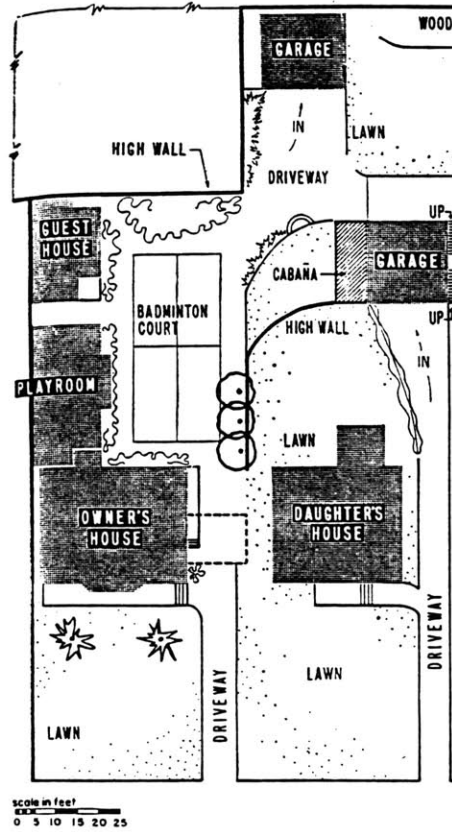 GARAGE
WOOD
IN
LAWN
HIGH WALL
DRIVEWAY
GUEST
HOUSE
UP
CABAÑA
GARAGE
BADMINTON
COURT
HIGH WALL
UP
IN
PLAYROOM
LAWN
OWNER'S
HOUSE
DAUGHTER'S
HOUSE
DRIVEWAY
DRIVEWAY
LAWN
LAWN
scale in feet
0 5 10 15 20 25